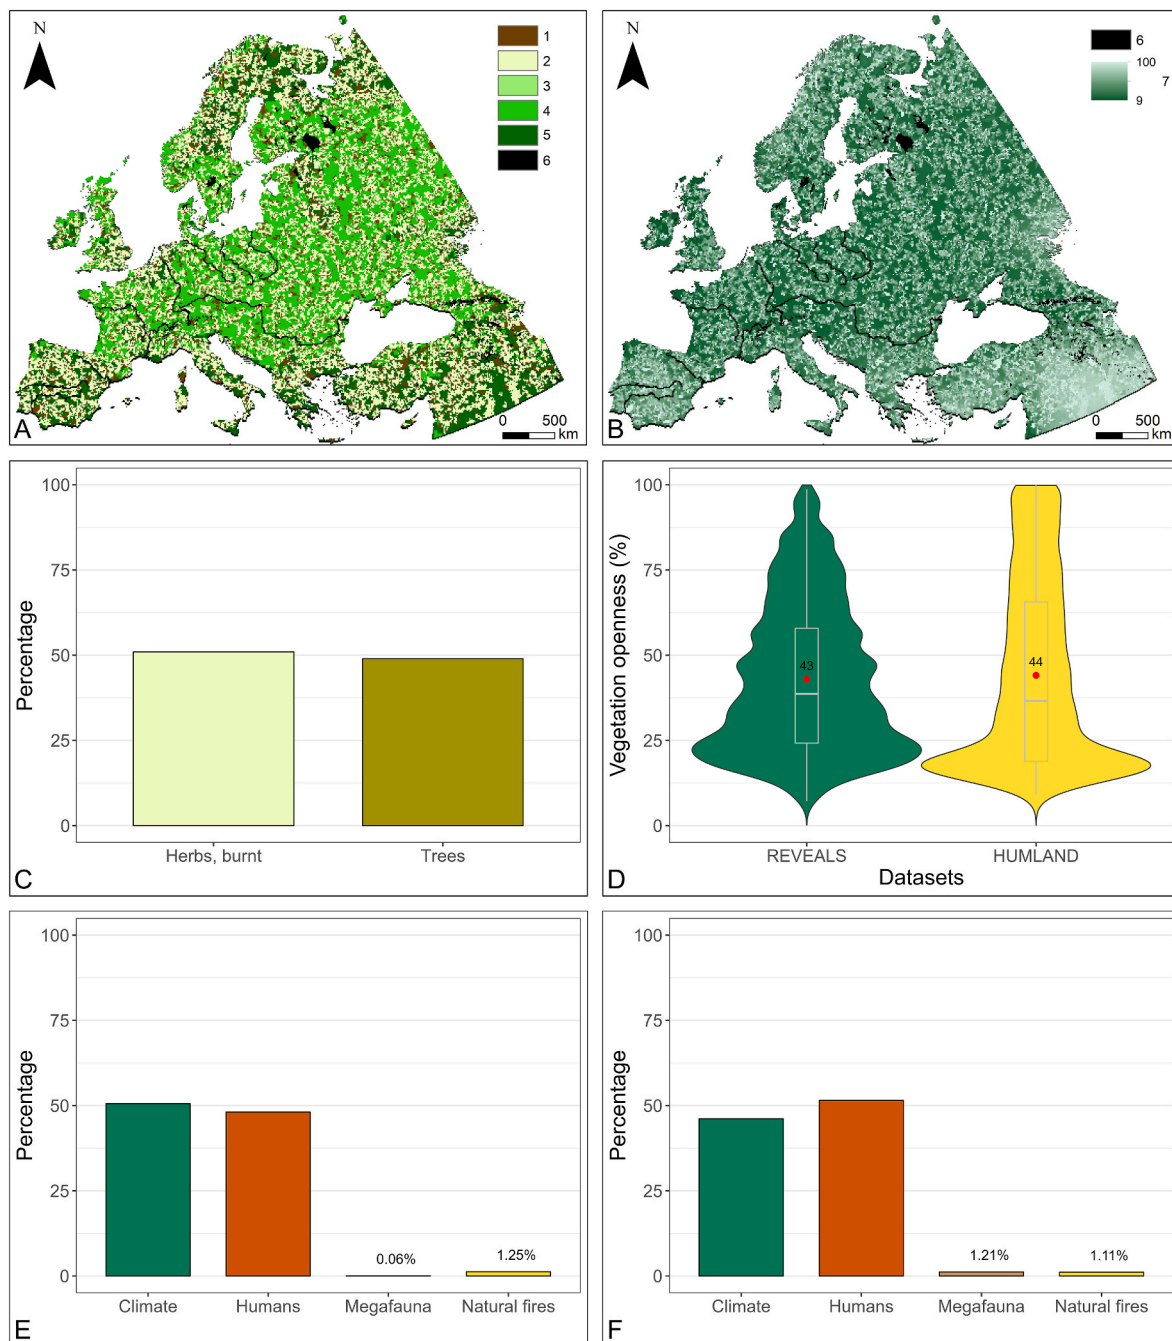 N
1
2
3
4
5
6
0 500
km
A
N
6
100
7
9
0 500
km
B
100
75
50
25
0
Percentage
Herbs, burnt Trees
C
100
75
50
25
0
Vegetation openness (%)
43
44
REVEALS HUMLAND
Datasets
D
100
75
50
25
0
Percentage
0.06%
1.25%
Climate Humans Megafauna Natural fires
E
100
75
50
25
0
Percentage
1.21%
1.11%
Climate Humans Megafauna Natural fires
F